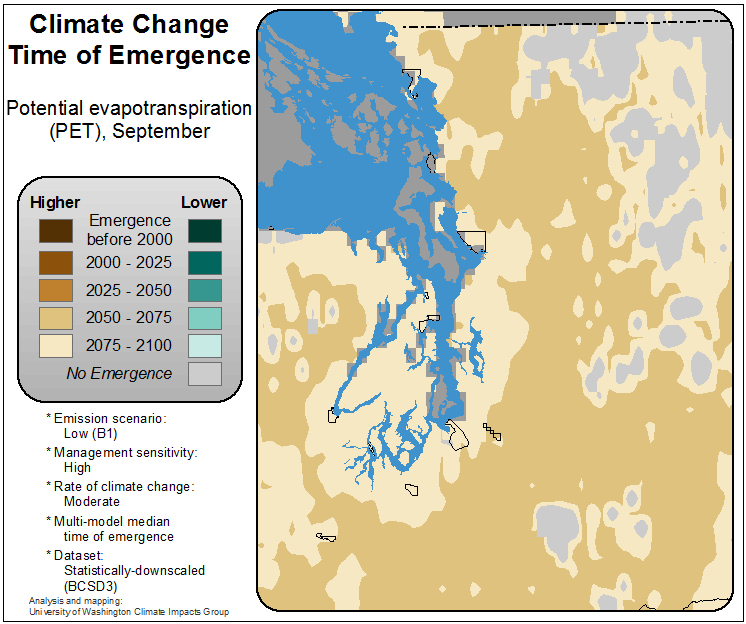 Climate Change
Time of Emergence
Potential evapotranspiration
(PET), September
Higher Lower
Emergence
before 2000
2000 - 2025
2025 - 2050
2050 - 2075
2075 - 2100
No Emergence
* Emission scenario:
Low (B1)
* Management sensitivity:
High
* Rate of climate change:
Moderate
* Multi-model median
time of emergence
* Dataset:
Statistically-downscaled
(BCSD3)
Analysis and mapping:
University of Washington Climate Impacts Group